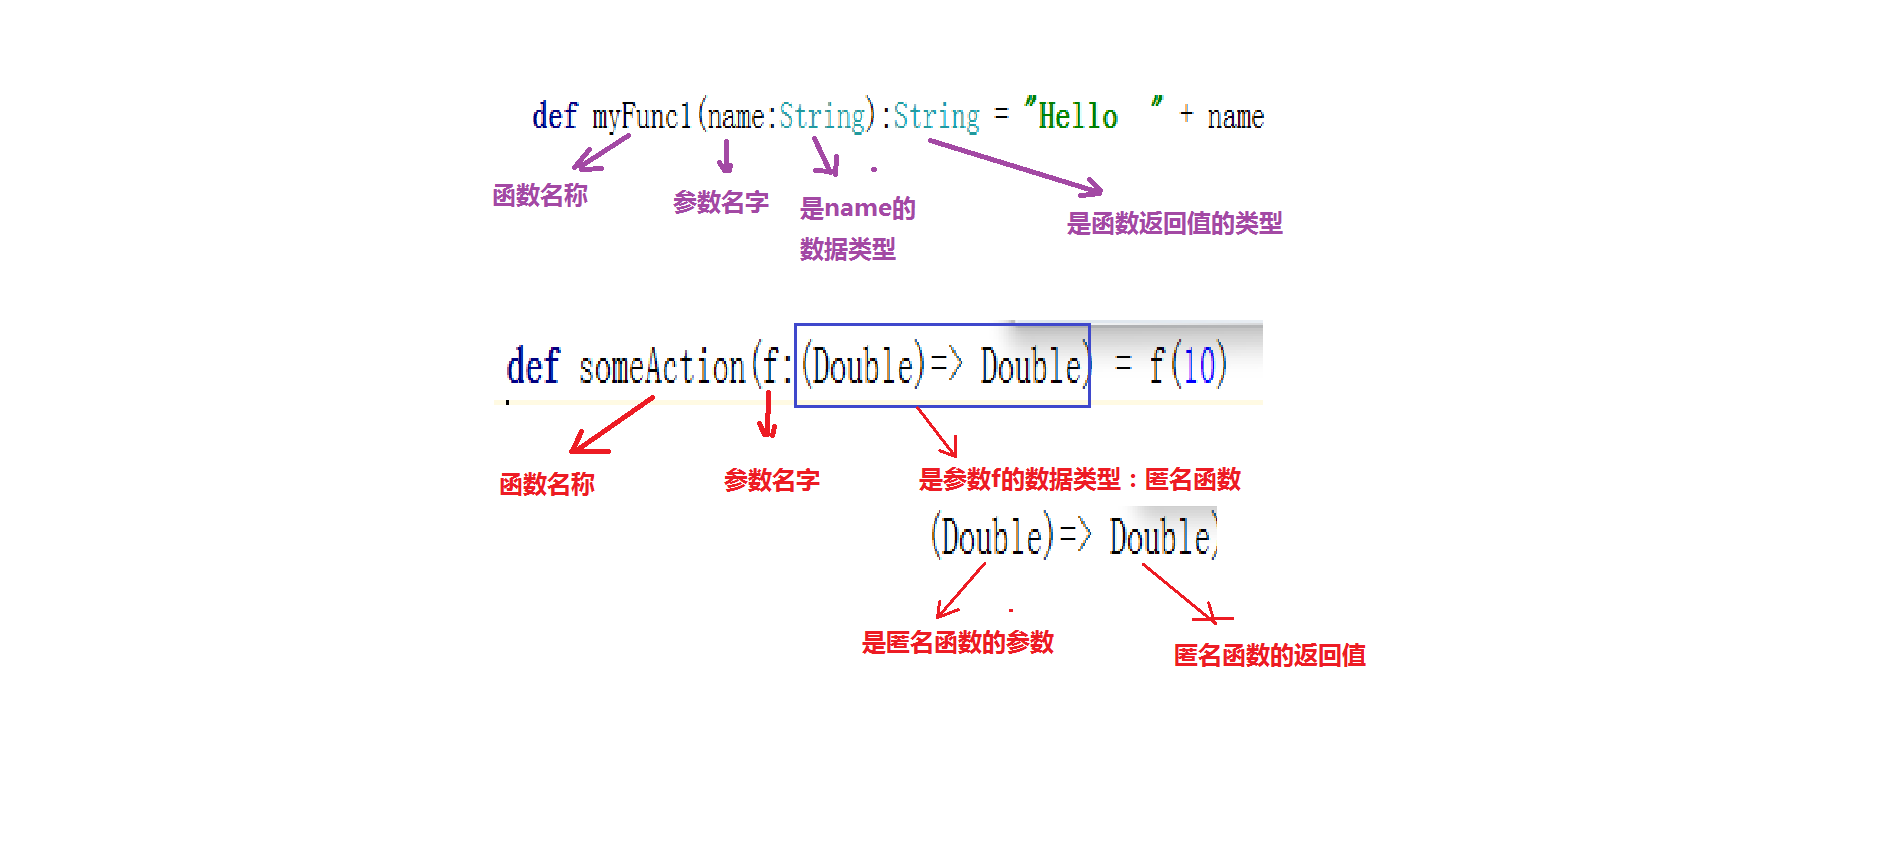 def myFunc1(name:String):String = "Hello  " + name
函数名称
参数名字
是name的
数据类型
是函数返回值的类型
def someAction(f:(Double)=> Double) = f(10)
函数名称
参数名字
是参数f的数据类型：匿名函数
(Double)=> Double)
是匿名函数的参数
匿名函数的返回值